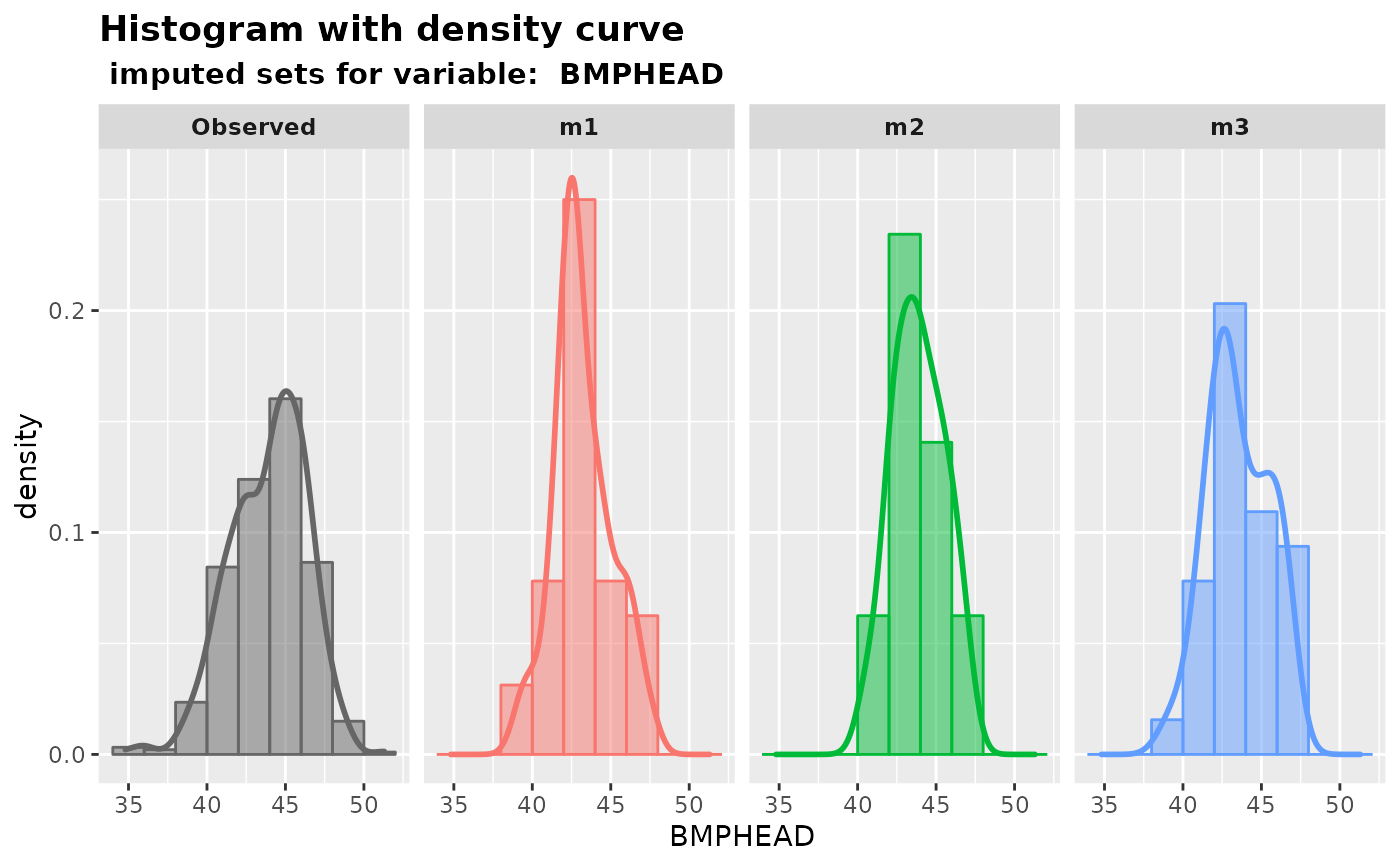 Histogram with density curve
imputed sets for variable:  BMPHEAD
Observed m1 m2 m3
density
0.2
0.1
0.0
35 40 45 50 35 40 45 50 35 40 45 50 35 40 45 50
BMPHEAD